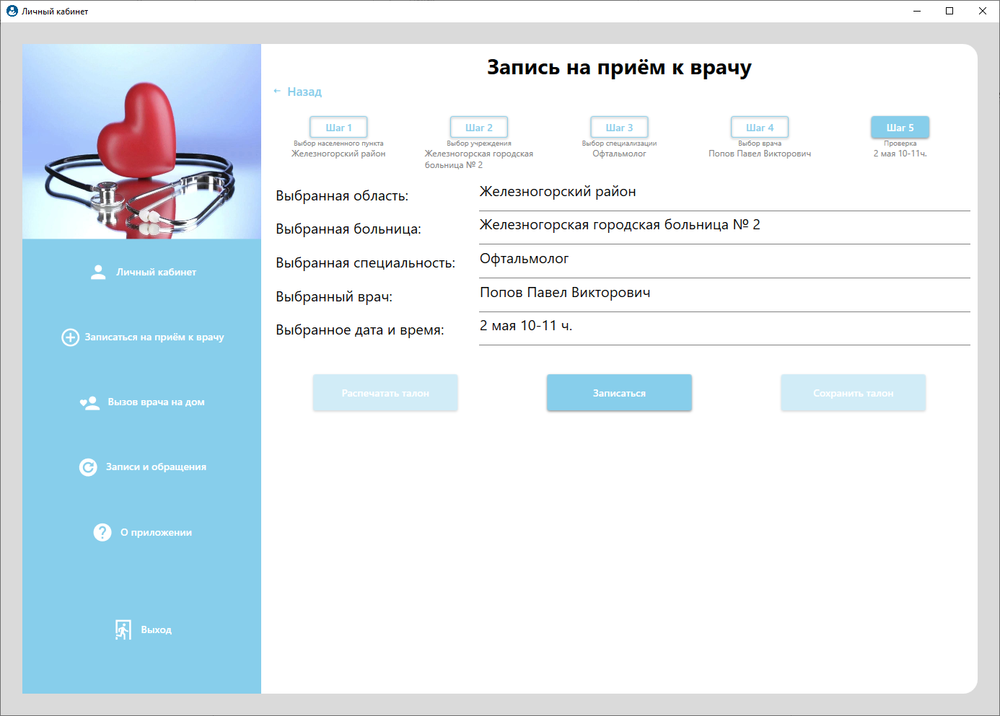 Личный кабинет
Запись на приём к врачу
← Назад
Шаг 1
Выбор населенного пункта
Железногорский район
Шаг 2
Выбор учреждения
Железногорская городская
больница № 2
Шаг 3
Выбор специализации
Офтальмолог
Шаг 4
Выбор врача
Попов Павел Викторович
Шаг 5
Проверка
2 мая 10-11ч.
Выбранная область: Железногорский район
Выбранная больница: Железногорская городская больница № 2
Выбранная специальность: Офтальмолог
Выбранный врач: Попов Павел Викторович
Выбранное дата и время: 2 мая 10-11 ч.
Распечатать талон
Записаться
Сохранить талон
Личный кабинет
Записаться на приём к врачу
Вызов врача на дом
Записи и обращения
О приложении
Выход